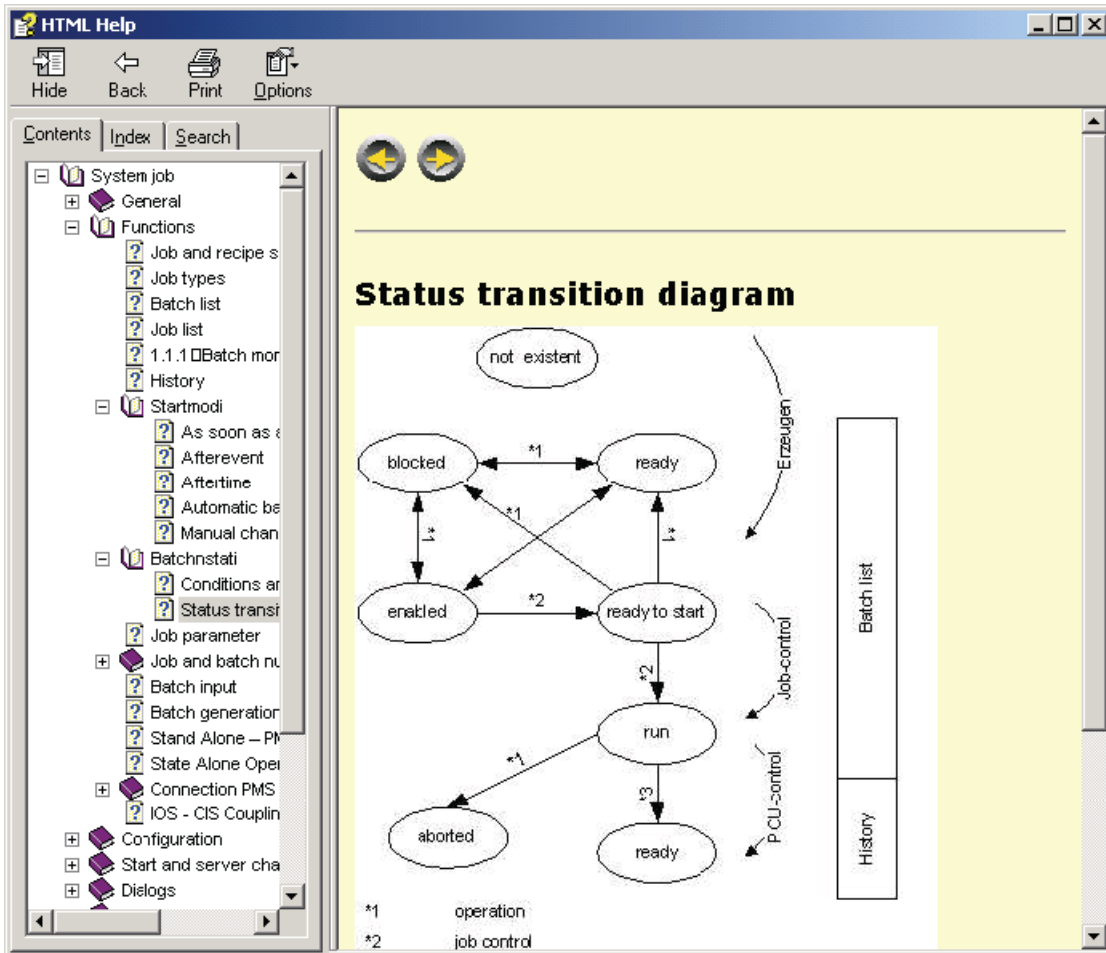 HTML Help
Hide Back Print Options
Contents Index Search
System job
General
Functions
Job and recipe s
Job types
Batch list
Job list
1.1.1 □Batch mor
History
Startmodi
As soon as a
Afterevent
Aftertime
Automatic ba
Manual chan
Batchnstati
Conditions ar
Status transit
Job parameter
Job and batch nu
Batch input
Batch generation
Stand Alone – PM
State Alone Oper
Connection PMS
IOS - CIS Couplin
Configuration
Start and server cha
Dialogs
Status transition diagram
not existent
Erzeugen
blocked
*1
ready
*1
*1
*1
enabled
*2
ready to start
Batch list
Job-control
*2
run
*1
*3
PCU-control
aborted
ready
History
*1 operation
*2 job control